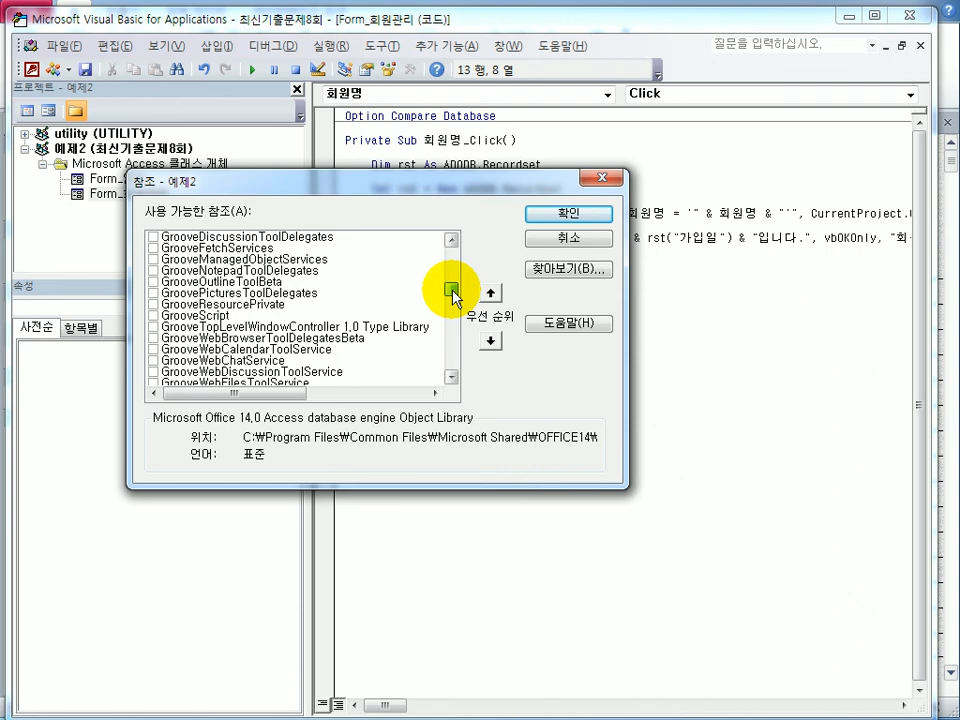 Microsoft Visual Basic for Applications - 최신기출문제8회 - [Form_회원관리 (코드)]
파일(F) 편집(E) 보기(V) 삽입(I) 디버그(D) 실행(R) 도구(T) 추가 기능(A) 창(W) 도움말(H) 질문을 입력하십시오.
13 행, 8 열
프로젝트 - 예제2
utility (UTILITY)
예제2 (최신기출문제8회)
Microsoft Access 클래스 개체
Form_
Form_
속성
사전순 항목별
회원명 Click
Option Compare Database
Private Sub 회원명_Click()
Dim rst As ADODB.Recordset
회원명 = '" & 회원명 & "'", CurrentProject.
& rst("가입일") & "입니다.", vbOKOnly, "회
참조 - 예제2
사용 가능한 참조(A):
GrooveDiscussionToolDelegates
GrooveFetchServices
GrooveManagedObjectServices
GrooveNotepadToolDelegates
GrooveOutlineToolBeta
GroovePicturesToolDelegates
GrooveResourcePrivate
GrooveScript
GrooveTopLevelWindowController 1.0 Type Library
GrooveWebBrowserToolDelegatesBeta
GrooveWebCalendarToolService
GrooveWebChatService
GrooveWebDiscussionToolService
GrooveWebFilesToolService
확인
취소
찾아보기(B)...
우선 순위
도움말(H)
Microsoft Office 14.0 Access database engine Object Library
위치: C:₩Program Files₩Common Files₩Microsoft Shared₩OFFICE14₩
언어: 표준